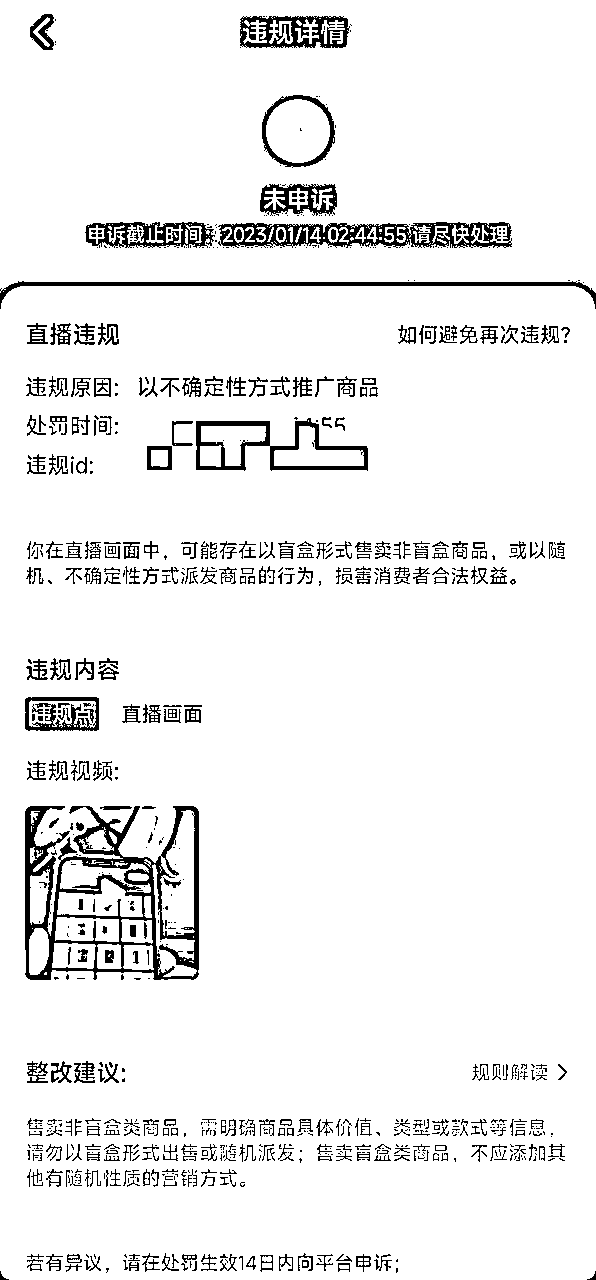 违规详情
未申诉
申诉截止时间：2023/01/14 02:44:55 请尽快处理
直播违规
如何避免再次违规?
违规原因: 以不确定性方式推广商品
处罚时间:
违规id:
你在直播画面中，可能存在以盲盒形式售卖非盲盒商品，或以随
机、不确定性方式派发商品的行为，损害消费者合法权益。
违规内容
违规点 直播画面
违规视频:
整改建议:
规则解读
售卖非盲盒类商品，需明确商品具体价值、类型或款式等信息，
请勿以盲盒形式出售或随机派发；售卖盲盒类商品，不应添加其
他有随机性质的营销方式。
若有异议，请在处罚生效14日内向平台申诉；